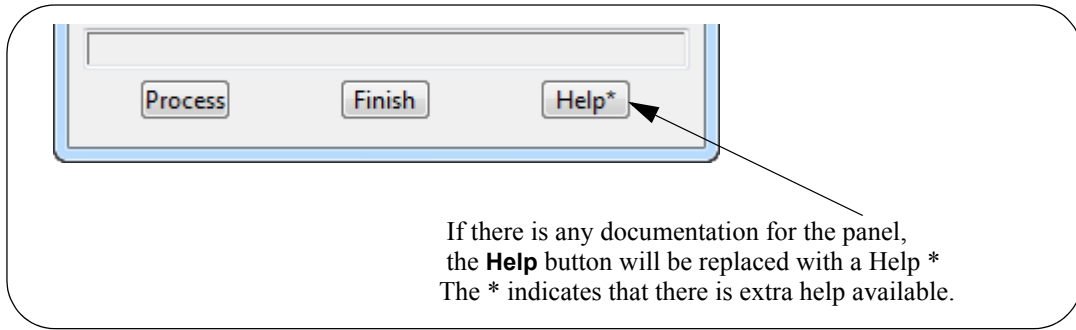 Process Finish Help*
If there is any documentation for the panel,
the Help button will be replaced with a Help *
The * indicates that there is extra help available.